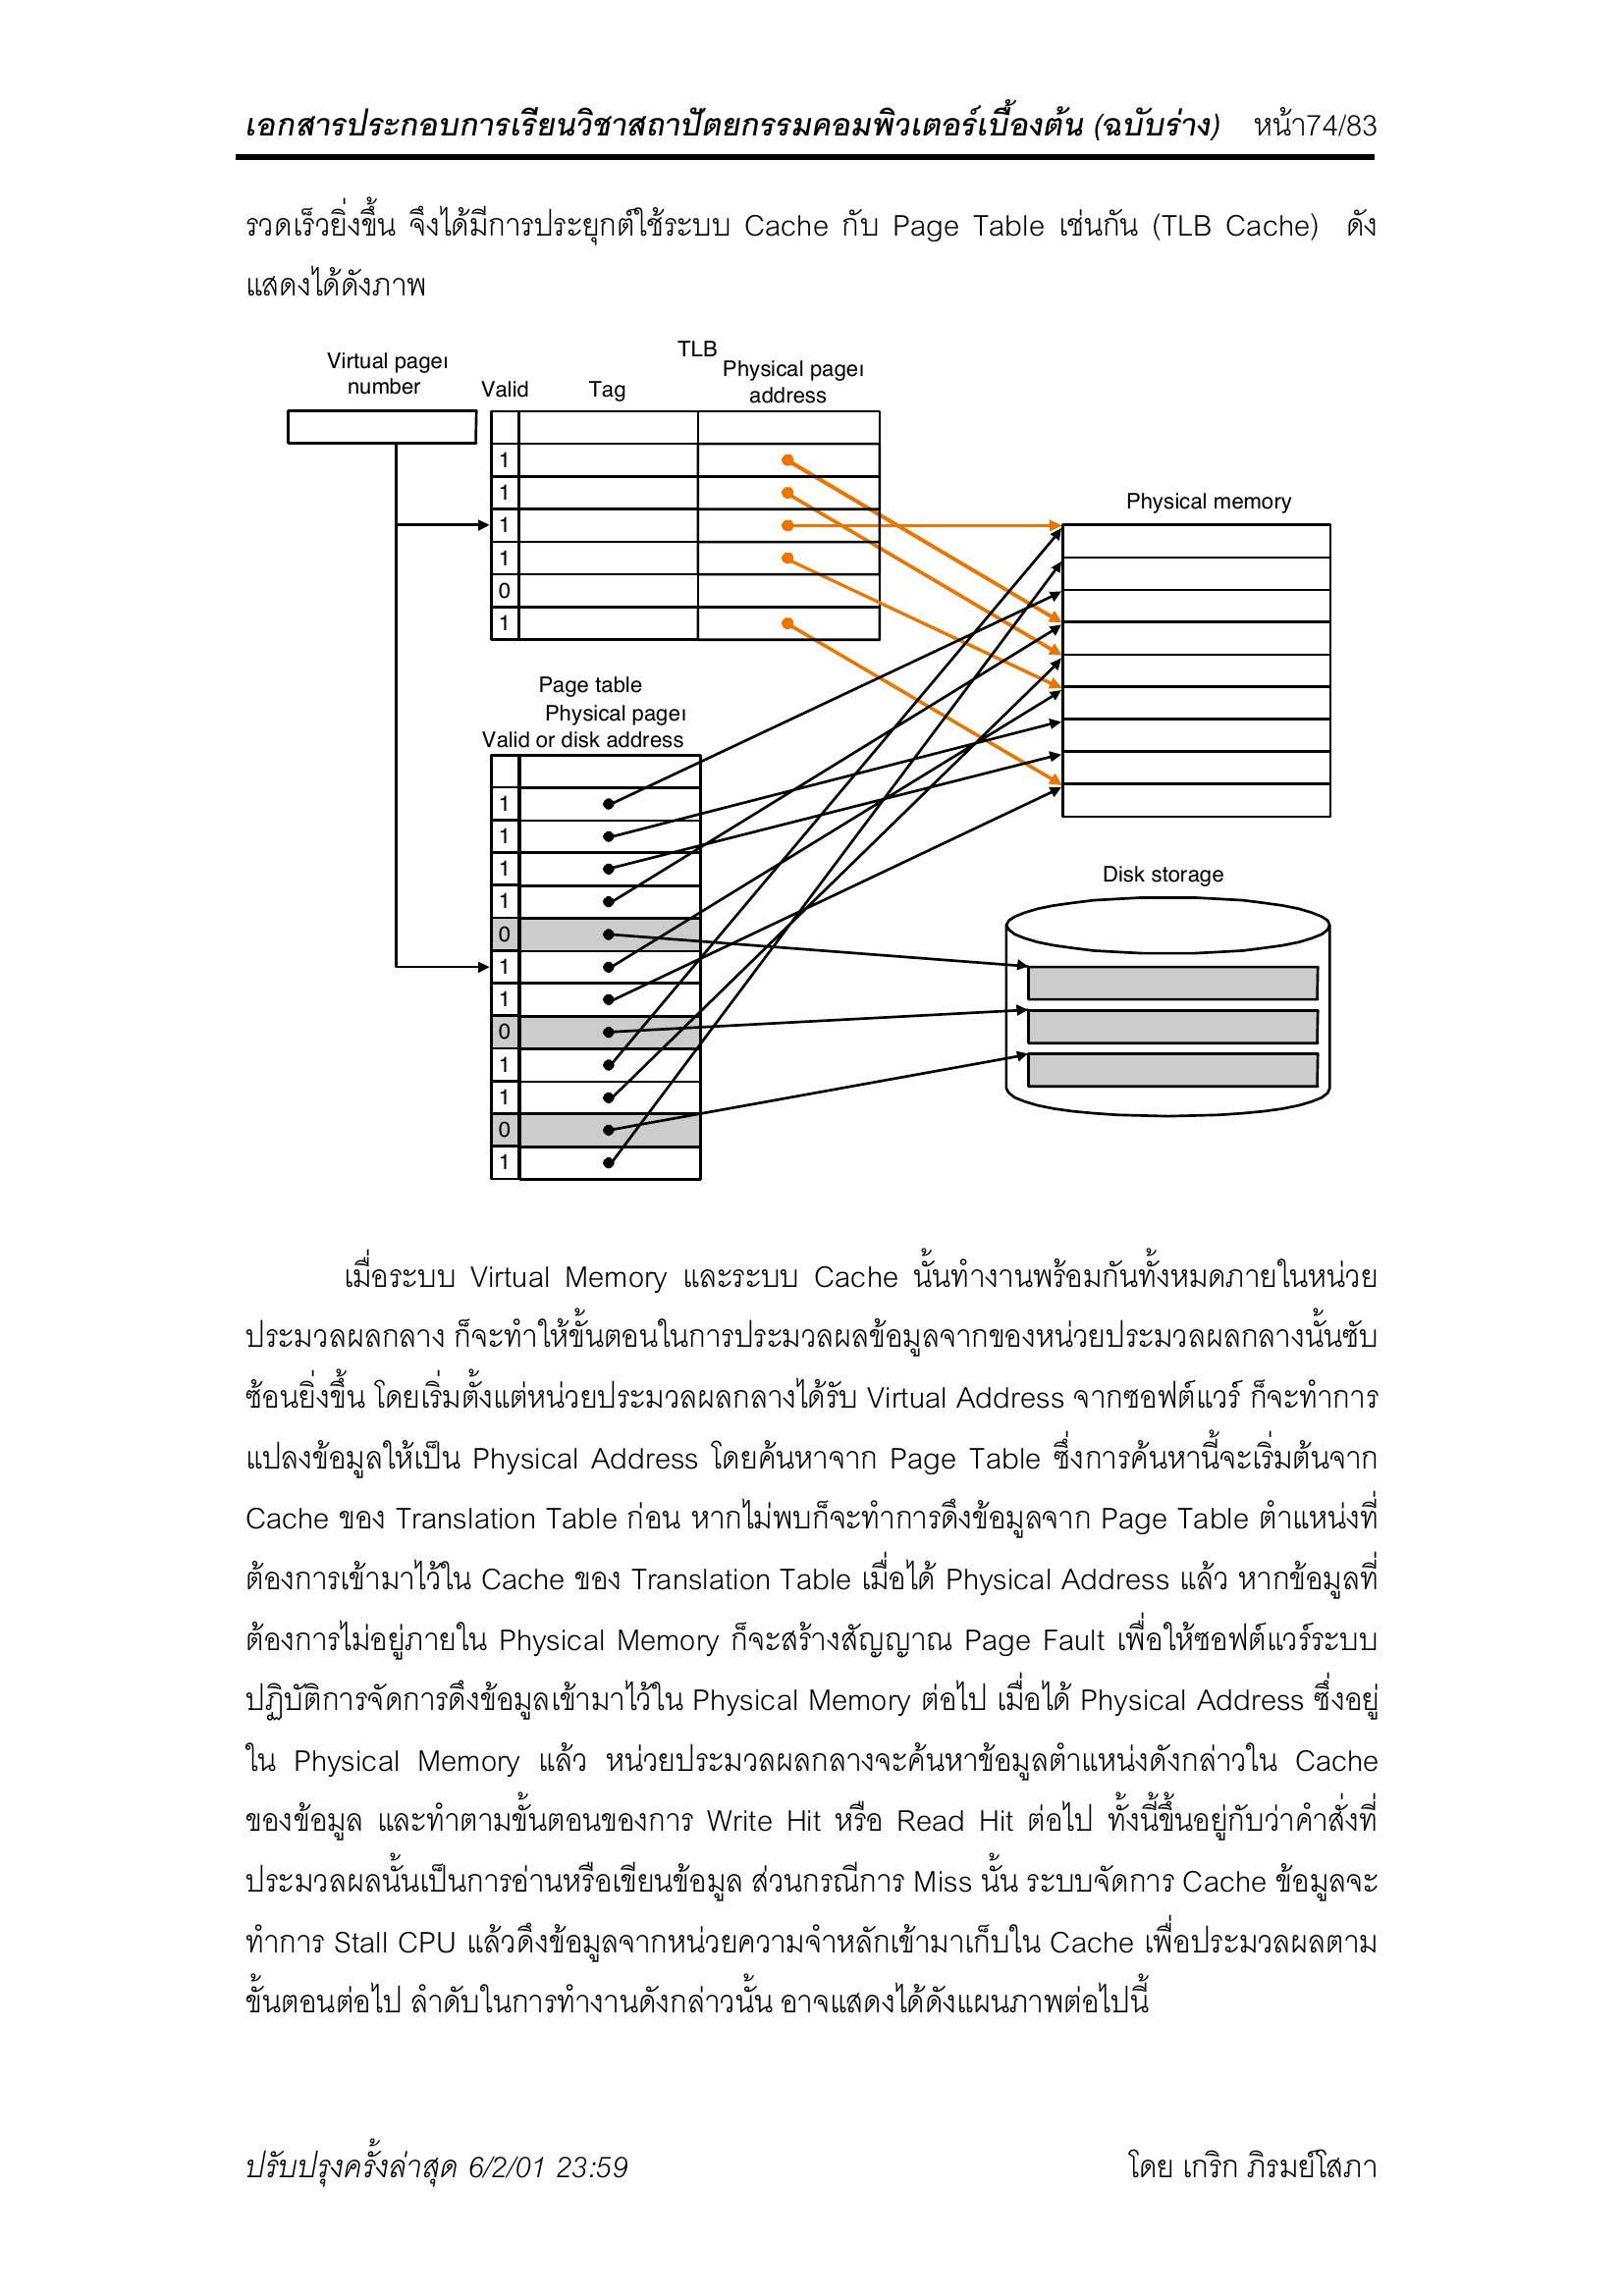 เอกสารประกอบการเรียนวิชาสถาปัตยกรรมคอมพิวเตอร์เบื้องต้น (ฉบับร่าง) หน้า74/83
รวดเร็วยิ่งขึ้น จึงได้มีการประยุกต์ใช้ระบบ Cache กับ Page Table เช่นกัน (TLB Cache) ดัง
แสดงได้ดังภาพ
TLB
Virtual page
number
Valid
Tag
Physical page
address
1
1
1
1
0
1
Physical memory
Page table
Physical page
Valid or disk address
1
1
1
1
0
1
1
0
1
1
0
1
Disk storage
เมื่อระบบ Virtual Memory และระบบ Cache นั้นทำงานพร้อมกันทั้งหมดภายในหน่วย
ประมวลผลกลาง ก็จะทำให้ขั้นตอนในการประมวลผลข้อมูลจากของหน่วยประมวลผลกลางนั้นซับ
ซ้อนยิ่งขึ้น โดยเริ่มตั้งแต่หน่วยประมวลผลกลางได้รับ Virtual Address จากซอฟต์แวร์ ก็จะทำการ
แปลงข้อมูลให้เป็น Physical Address โดยค้นหาจาก Page Table ซึ่งการค้นหานี้จะเริ่มต้นจาก
Cache ของ Translation Table ก่อน หากไม่พบก็จะทำการดึงข้อมูลจาก Page Table ตำแหน่งที่
ต้องการเข้ามาไว้ใน Cache ของ Translation Table เมื่อได้ Physical Address แล้ว หากข้อมูลที่
ต้องการไม่อยู่ภายใน Physical Memory ก็จะสร้างสัญญาณ Page Fault เพื่อให้ซอฟต์แวร์ระบบ
ปฏิบัติการจัดการดึงข้อมูลเข้ามาไว้ใน Physical Memory ต่อไป เมื่อได้ Physical Address ซึ่งอยู่
ใน Physical Memory แล้ว หน่วยประมวลผลกลางจะค้นหาข้อมูลตำแหน่งดังกล่าวใน Cache
ของข้อมูล และทำตามขั้นตอนของการ Write Hit หรือ Read Hit ต่อไป ทั้งนี้ขึ้นอยู่กับว่าคำสั่งที่
ประมวลผลนั้นเป็นการอ่านหรือเขียนข้อมูล ส่วนกรณีการ Miss นั้น ระบบจัดการ Cache ข้อมูลจะ
ทำการ Stall CPU แล้วดึงข้อมูลจากหน่วยความจำหลักเข้ามาเก็บใน Cache เพื่อประมวลผลตาม
ขั้นตอนต่อไป ลำดับในการทำงานดังกล่าวนั้น อาจแสดงได้ดังแผนภาพต่อไปนี้
ปรับปรุงครั้งล่าสุด 6/2/01 23:59 โดย เกริก ภิรมย์โสภา